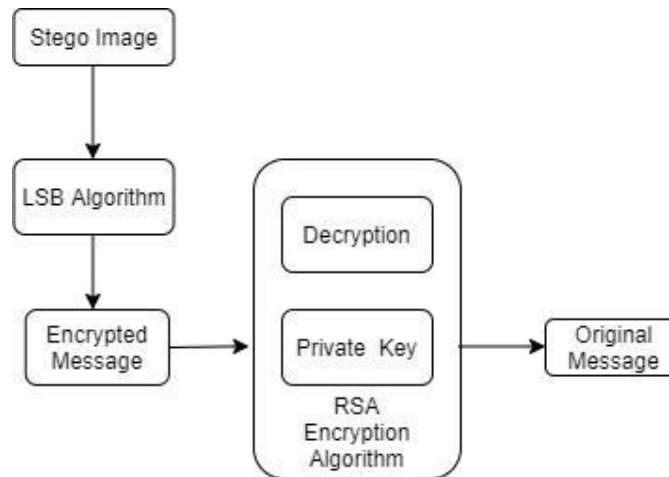 Stego Image
LSB Algorithm
Encrypted
Message
Decryption
Private Key
RSA
Encryption
Algorithm
Original
Message